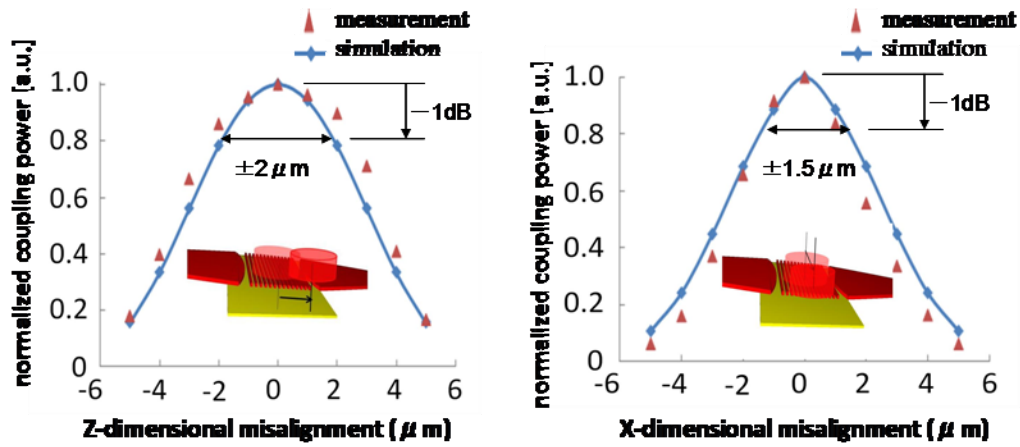 measurement
simulation
normalized coupling power [a.u.]
1.0
0.8
0.6
0.4
0.2
0
−1dB
±2μm
-6
-4
-2
0
2
4
6
Z-dimensional misalignment (μm)
measurement
simulation
normalized coupling power [a.u.]
1.0
0.8
0.6
0.4
0.2
0
−1dB
±1.5μm
-6
-4
-2
0
2
4
6
X-dimensional misalignment (μm)